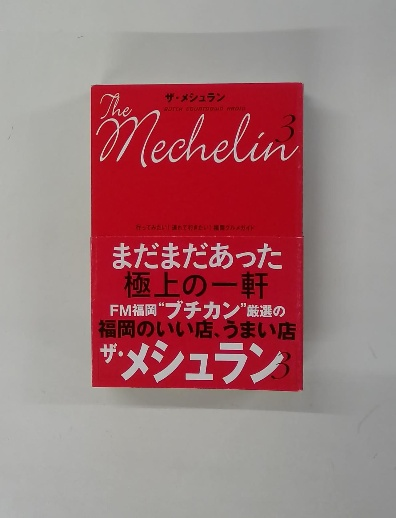 ザ・メシュラン
The
Mechelin
3
まだまだあった
極上の一軒
FM福岡“ブチカン”厳選の
福岡のいい店、うまい店
ザ・メシュラン3